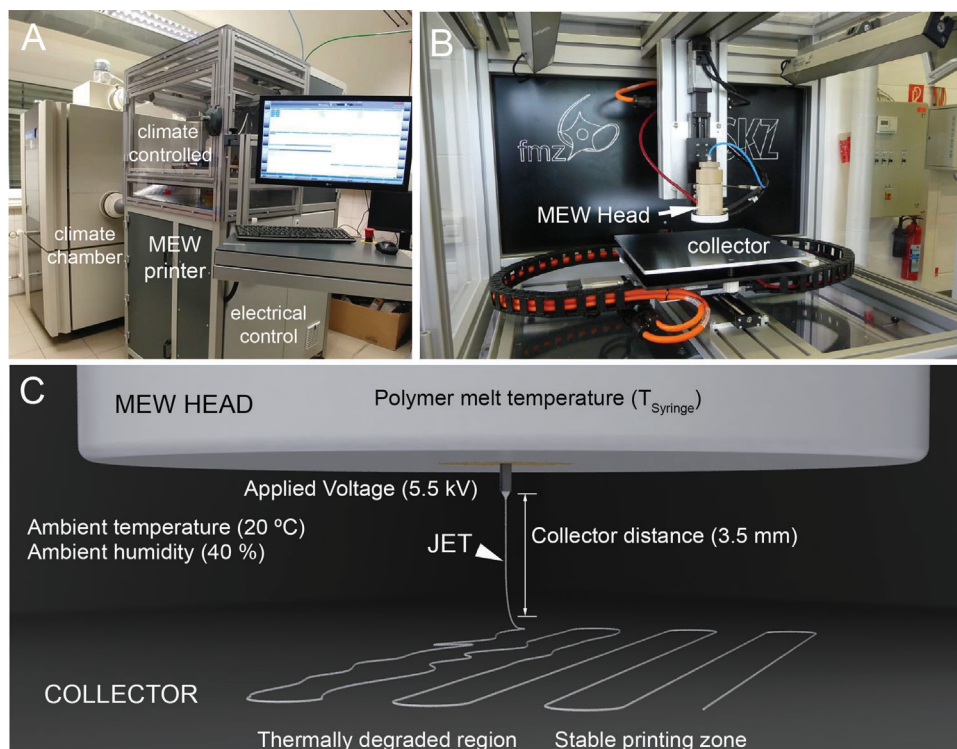 A
climate
controlled
climate
chamber
MEW
printer
electrical
control
B
fmz
SKZ
MEW Head
collector
C
MEW HEAD
Polymer melt temperature (T_Syringe)
Applied Voltage (5.5 kV)
Ambient temperature (20 ºC)
Ambient humidity (40 %)
JET
Collector distance (3.5 mm)
COLLECTOR
Thermally degraded region
Stable printing zone